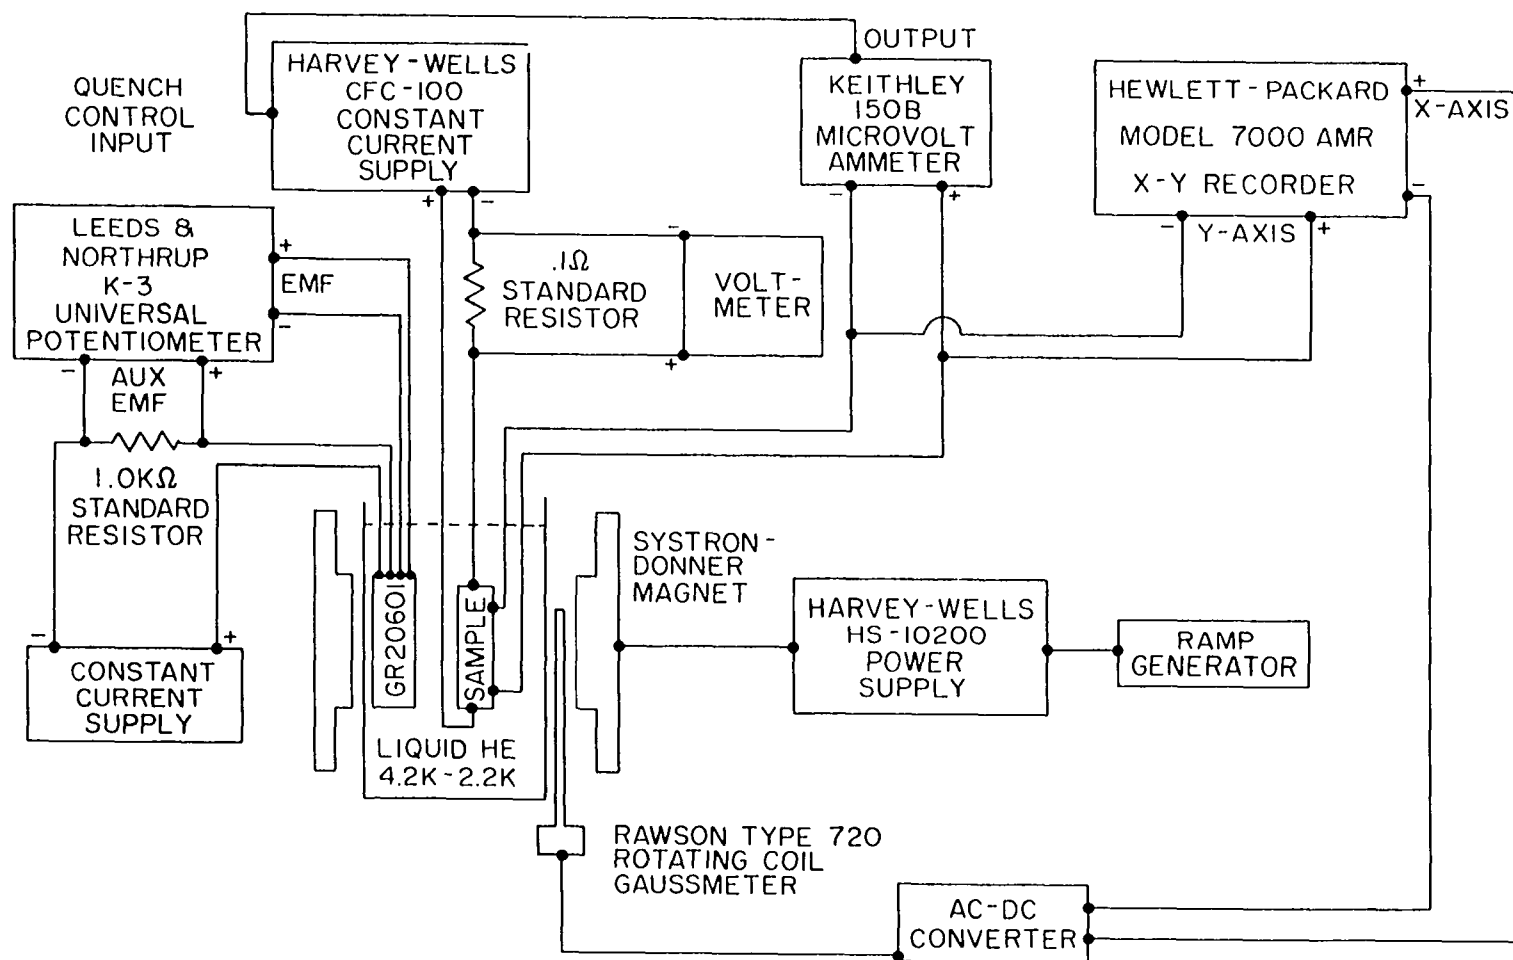 OUTPUT
HARVEY-WELLS
CFC-100
CONSTANT
CURRENT
SUPPLY
QUENCH
CONTROL
INPUT
KEITHLEY
150B
MICROVOLT
AMMETER
HEWLETT-PACKARD
MODEL 7000 AMR
X-Y RECORDER
+
X-AXIS
-
- Y-AXIS +
+ -
- +
LEEDS &
NORTHRUP
K-3
UNIVERSAL
POTENTIOMETER
+
EMF
-
.1Ω
STANDARD
RESISTOR
-
VOLT-
METER
+
- +
AUX
EMF
1.0KΩ
STANDARD
RESISTOR
- +
CONSTANT
CURRENT
SUPPLY
GR20601
SAMPLE
LIQUID HE
4.2K-2.2K
SYSTRON-
DONNER
MAGNET
HARVEY-WELLS
HS-10200
POWER
SUPPLY
RAMP
GENERATOR
RAWSON TYPE 720
ROTATING COIL
GAUSSMETER
AC-DC
CONVERTER